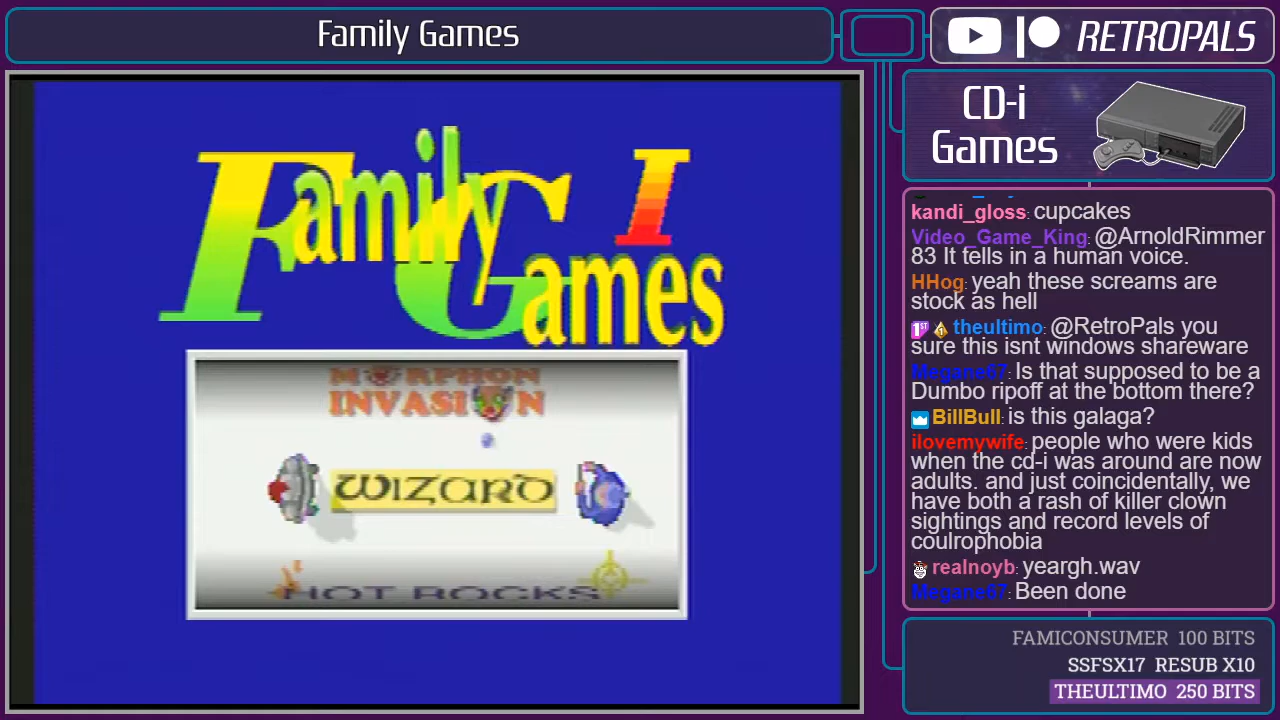 Family Games
RETROPALS
CD-i
Games
Family I
Games
MORPHON
INVASION
WIZARD
HOT ROCKS
kandi_gloss: cupcakes
Video_Game_King: @ArnoldRimmer
83 It tells in a human voice.
HHog: yeah these screams are
stock as hell
1ST theultimo: @RetroPals you
sure this isnt windows shareware
Megane67: Is that supposed to be a
Dumbo ripoff at the bottom there?
BillBull: is this galaga?
ilovemywife: people who were kids
when the cd-i was around are now
adults. and just coincidentally, we
have both a rash of killer clown
sightings and record levels of
coulrophobia
realnoyb: yeargh.wav
Megane67: Been done
FAMICONSUMER 100 BITS
SSFSX17 RESUB X10
THEULTIMO 250 BITS